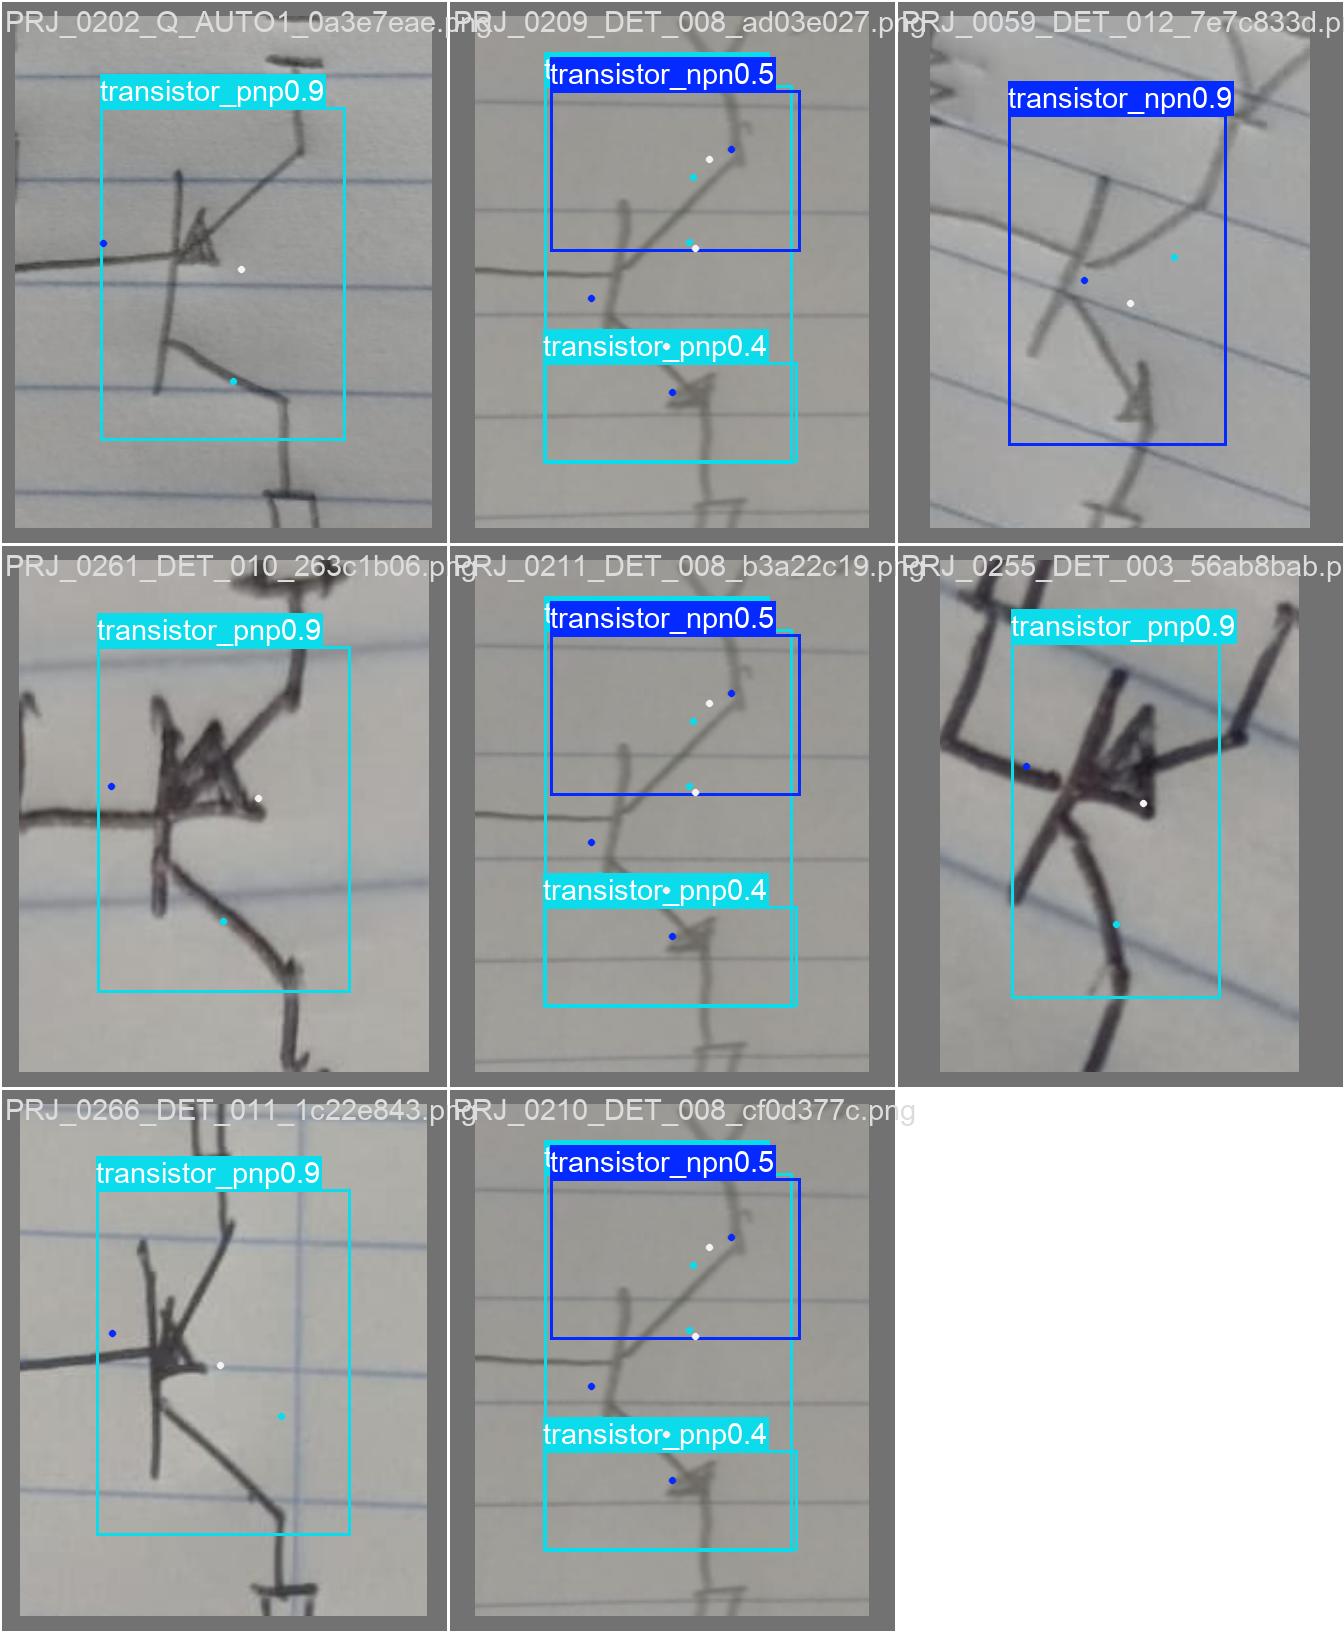 PRJ_0202_Q_AUTO1_0a3e7eae.png
transistor_pnp0.9
PRJ_0209_DET_008_ad03e027.png
transistor_npn0.5
transistor_pnp0.4
PRJ_0059_DET_012_7e7c833d.p
transistor_npn0.9
PRJ_0261_DET_010_263c1b06.png
transistor_pnp0.9
PRJ_0211_DET_008_b3a22c19.png
transistor_npn0.5
transistor_pnp0.4
PRJ_0255_DET_003_56ab8bab.p
transistor_pnp0.9
PRJ_0266_DET_011_1c22e843.png
transistor_pnp0.9
PRJ_0210_DET_008_cf0d377c.png
transistor_npn0.5
transistor_pnp0.4